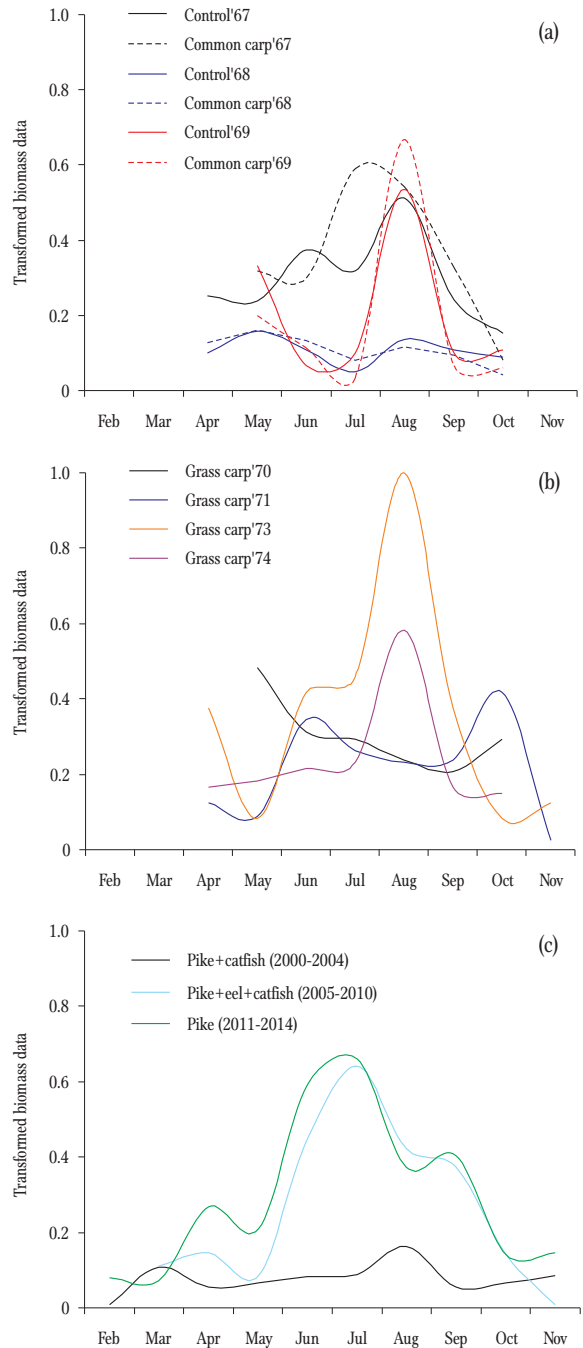 (a)
Control'67
Common carp'67
Control'68
Common carp'68
Control'69
Common carp'69
Transformed biomass data
1.0
0.8
0.6
0.4
0.2
0
Feb Mar Apr May Jun Jul Aug Sep Oct Nov
(b)
Grass carp'70
Grass carp'71
Grass carp'73
Grass carp'74
Transformed biomass data
1.0
0.8
0.6
0.4
0.2
0
Feb Mar Apr May Jun Jul Aug Sep Oct Nov
(c)
Pike+catfish (2000-2004)
Pike+eel+catfish (2005-2010)
Pike (2011-2014)
Transformed biomass data
1.0
0.8
0.6
0.4
0.2
0
Feb Mar Apr May Jun Jul Aug Sep Oct Nov